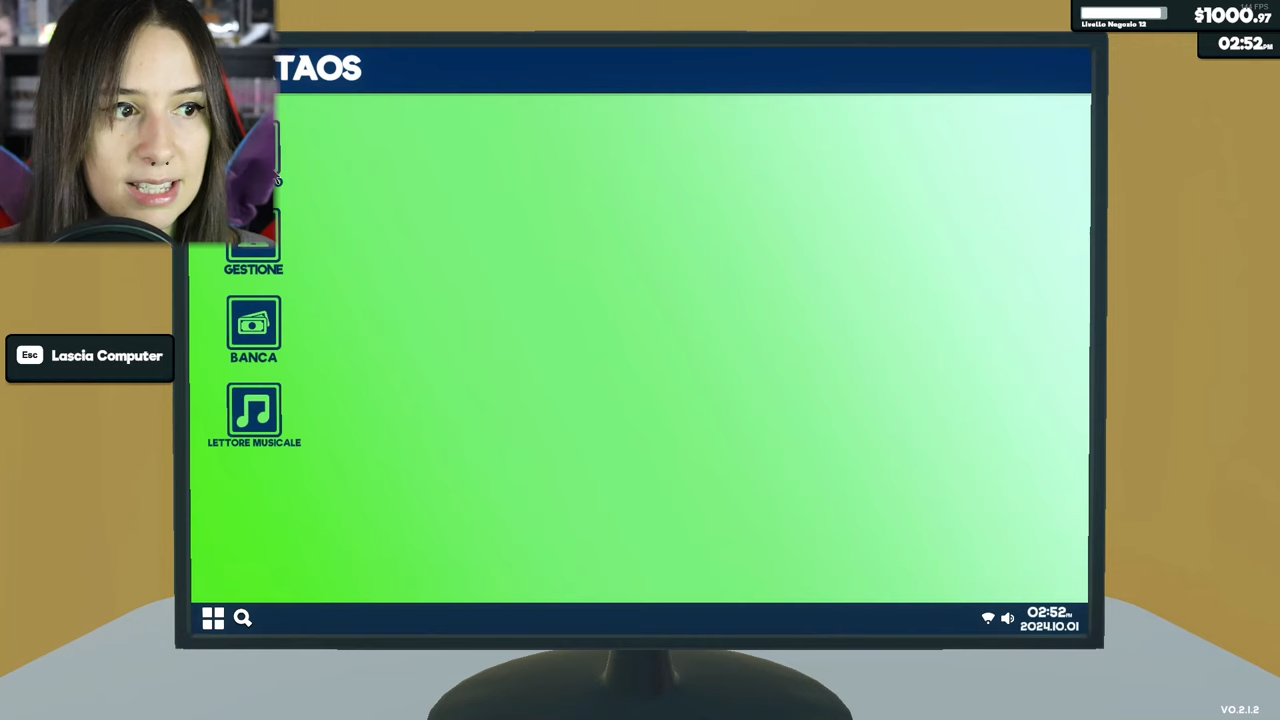 $1000.97
Livello Negozio 12
02:52PM
TAOS
GESTIONE
BANCA
Esc Lascia Computer
LETTORE MUSICALE
02:52PM
2024.10.01
V0.2.1.2